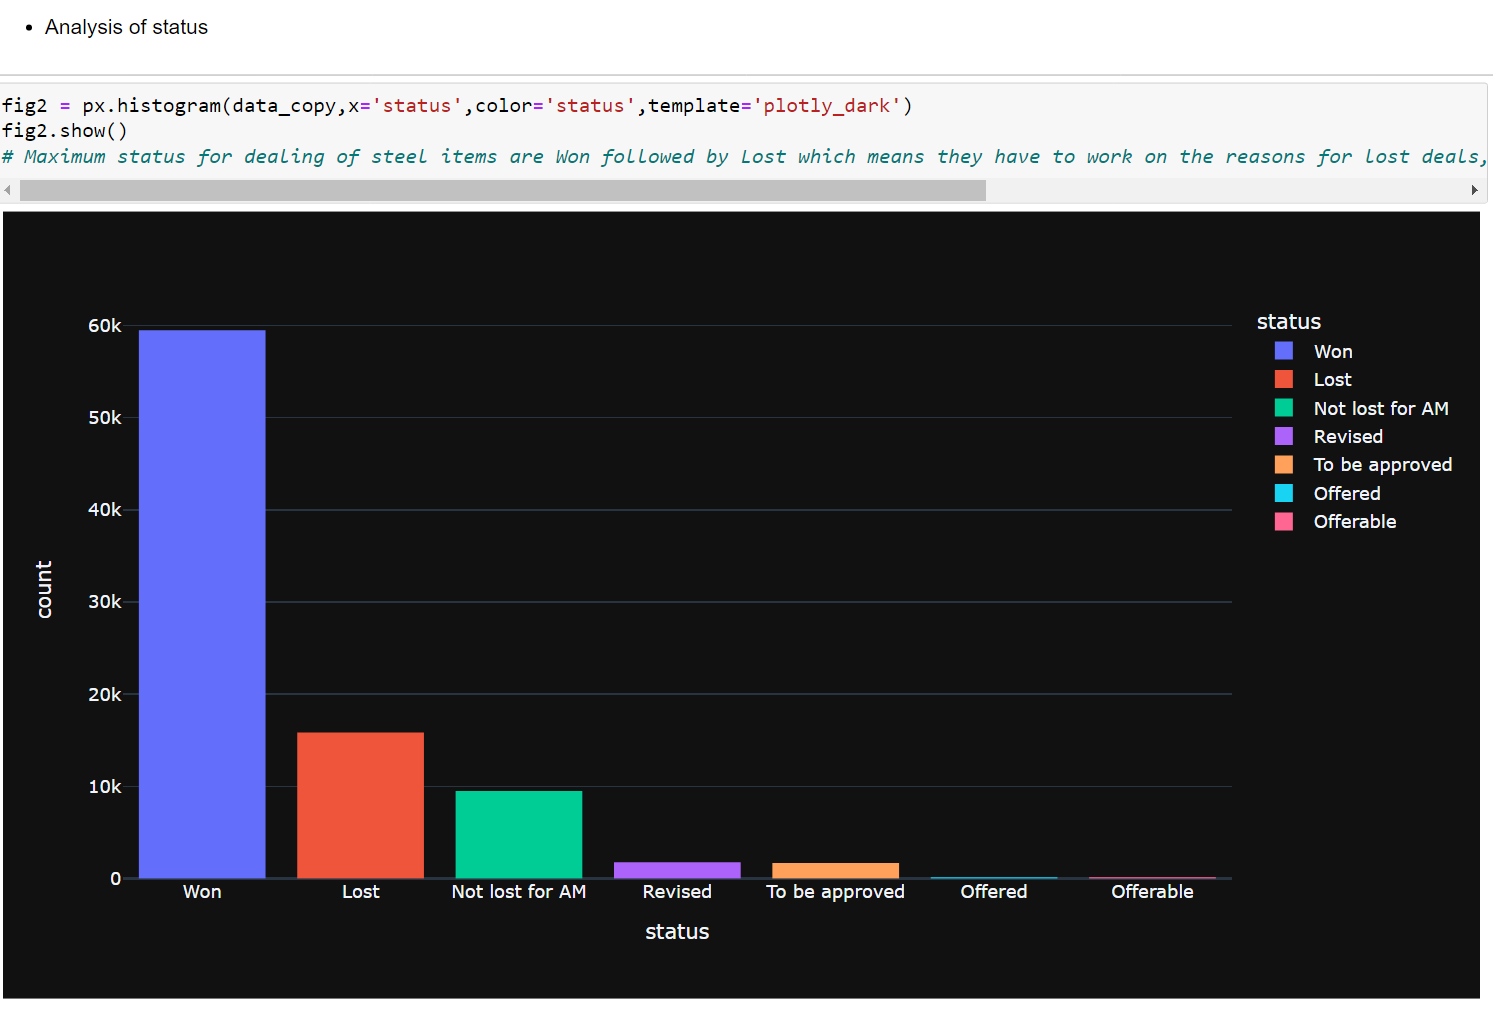 Analysis of status
fig2 = px.histogram(data_copy,x='status',color='status',template='plotly_dark')
fig2.show()
# Maximum status for dealing of steel items are Won followed by Lost which means they have to work on the reasons for lost deals,
60k
50k
40k
30k
20k
10k
0
count
Won
Lost
Not lost for AM
Revised
To be approved
Offered
Offerable
status
status
Won
Lost
Not lost for AM
Revised
To be approved
Offered
Offerable